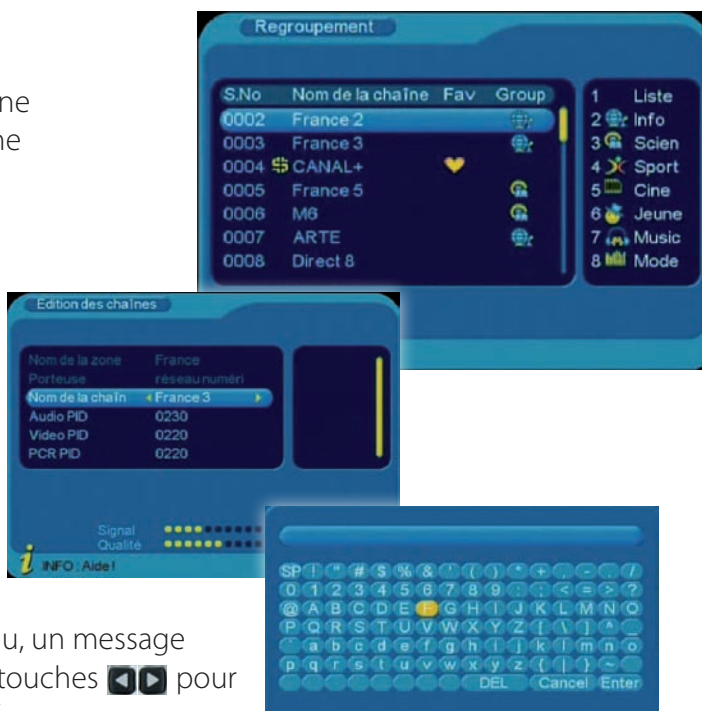 Regroupement
ne
ne
S.No Nom de la chaîne Fav Group
0002 France 2
0003 France 3
0004 $ CANAL+
0005 France 5
0006 M6
0007 ARTE
0008 Direct 8
1 Liste
2 Info
3 Scien
4 Sport
5 Cine
6 Jeune
7 Music
8 Mode
Edition des chaînes
Nom de la zone France
Porteuse réseau numéri
Nom de la chaîn France 3
Audio PID 0230
Video PID 0220
PCR PID 0220
Signal
Qualité
i INFO : Aide !
SP ! " # $ % & ' ( ) * + , - . /
0 1 2 3 4 5 6 7 8 9 : ; < = > ?
@ A B C D E F G H I J K L M N O
P Q R S T U V W X Y Z [ \ ] ^ _
` a b c d e f g h i j k l m n o
p q r s t u v w x y z { | } ~
DEL Cancel Enter
u, un message
touches pour